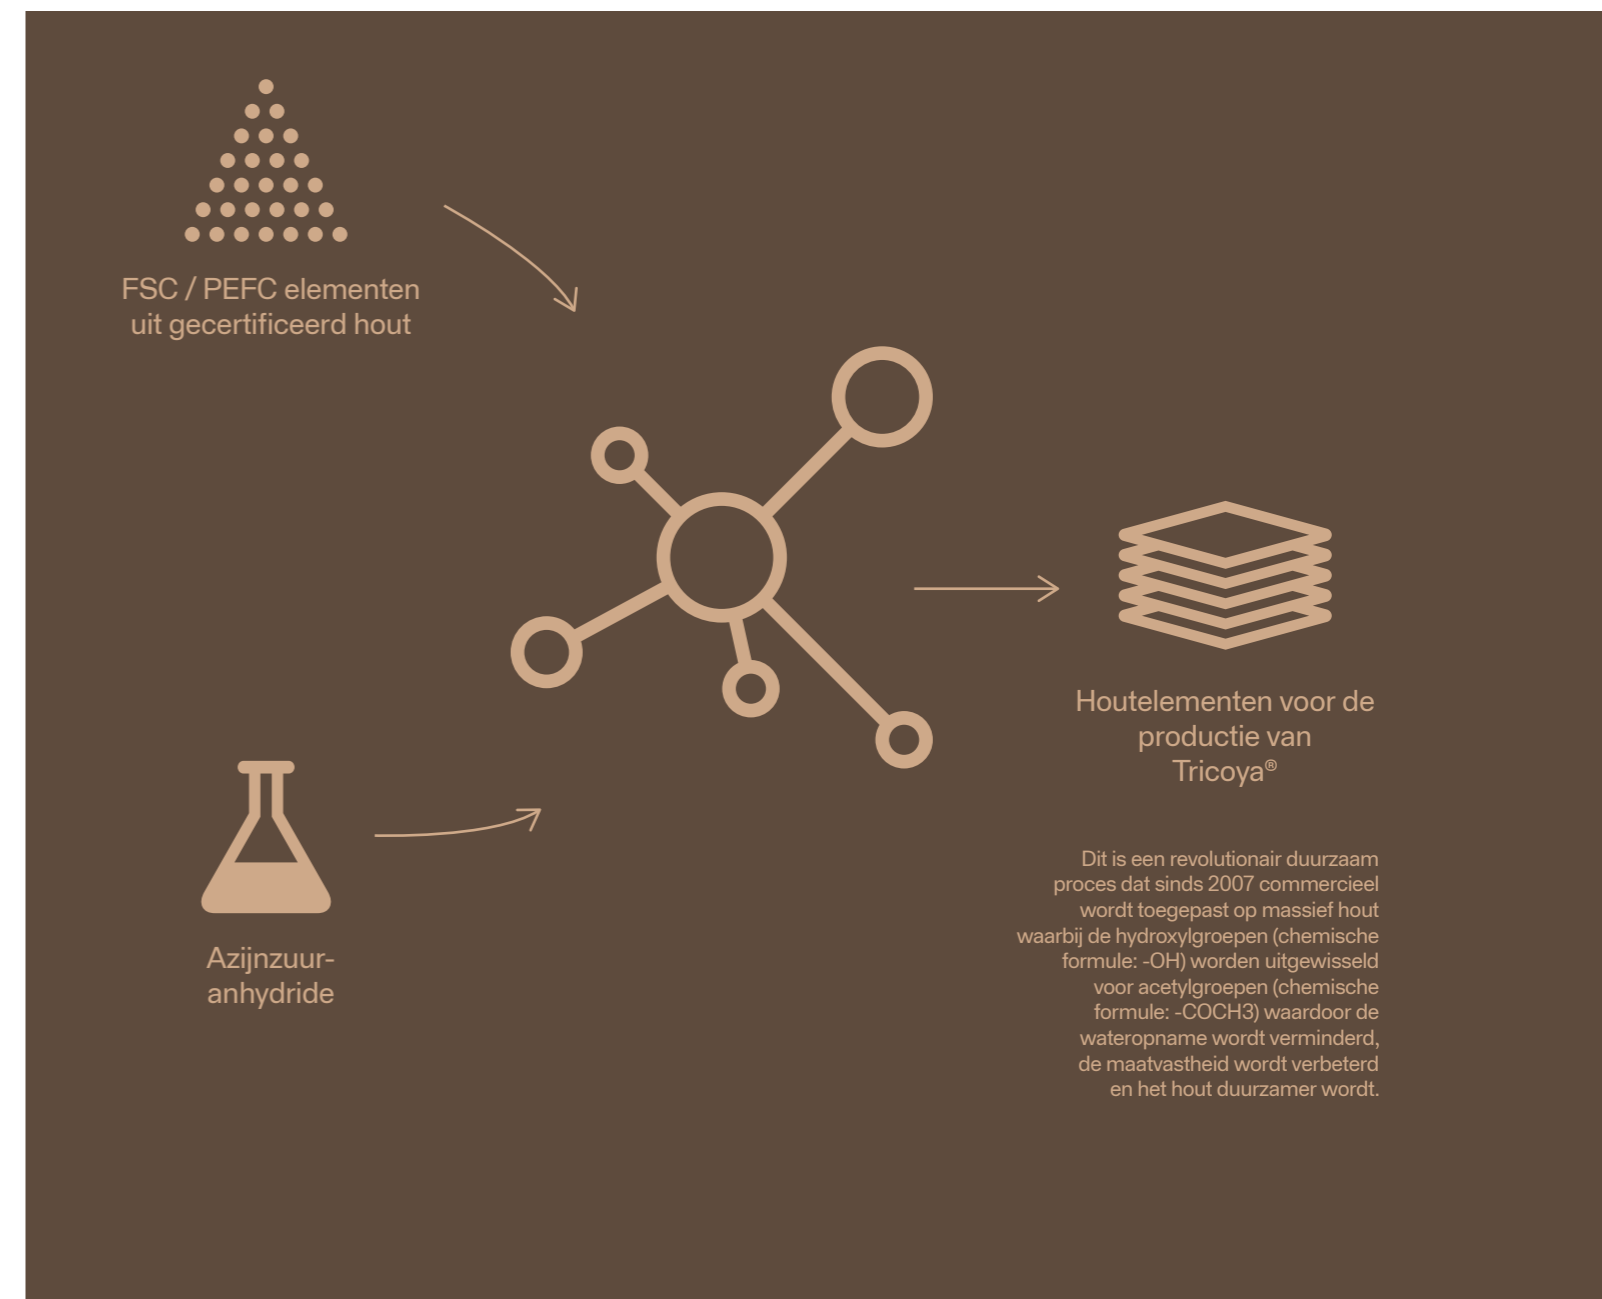 FSC / PEFC elementen
uit gecertificeerd hout
Azijnzuur-
anhydride
Houtelementen voor de
productie van
Tricoya®
Dit is een revolutionair duurzaam
proces dat sinds 2007 commercieel
wordt toegepast op massief hout
waarbij de hydroxylgroepen (chemische
formule: -OH) worden uitgewisseld
voor acetylgroepen (chemische
formule: -COCH3) waardoor de
wateropname wordt verminderd,
de maatvastheid wordt verbeterd
en het hout duurzamer wordt.